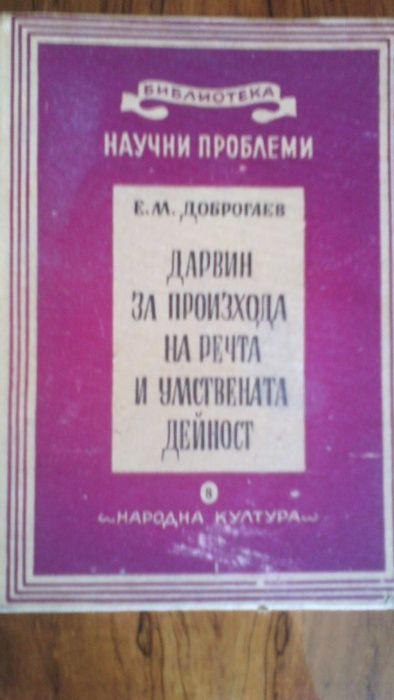 БИБЛИОТЕКА
НАУЧНИ ПРОБЛЕМИ
Е. М. ДОБРОГАЕВ
ДАРВИН
ЗА ПРОИЗХОДА
НА РЕЧТА
И УМСТВЕНАТА
ДЕЙНОСТ
8
НАРОДНА КУЛТУРА